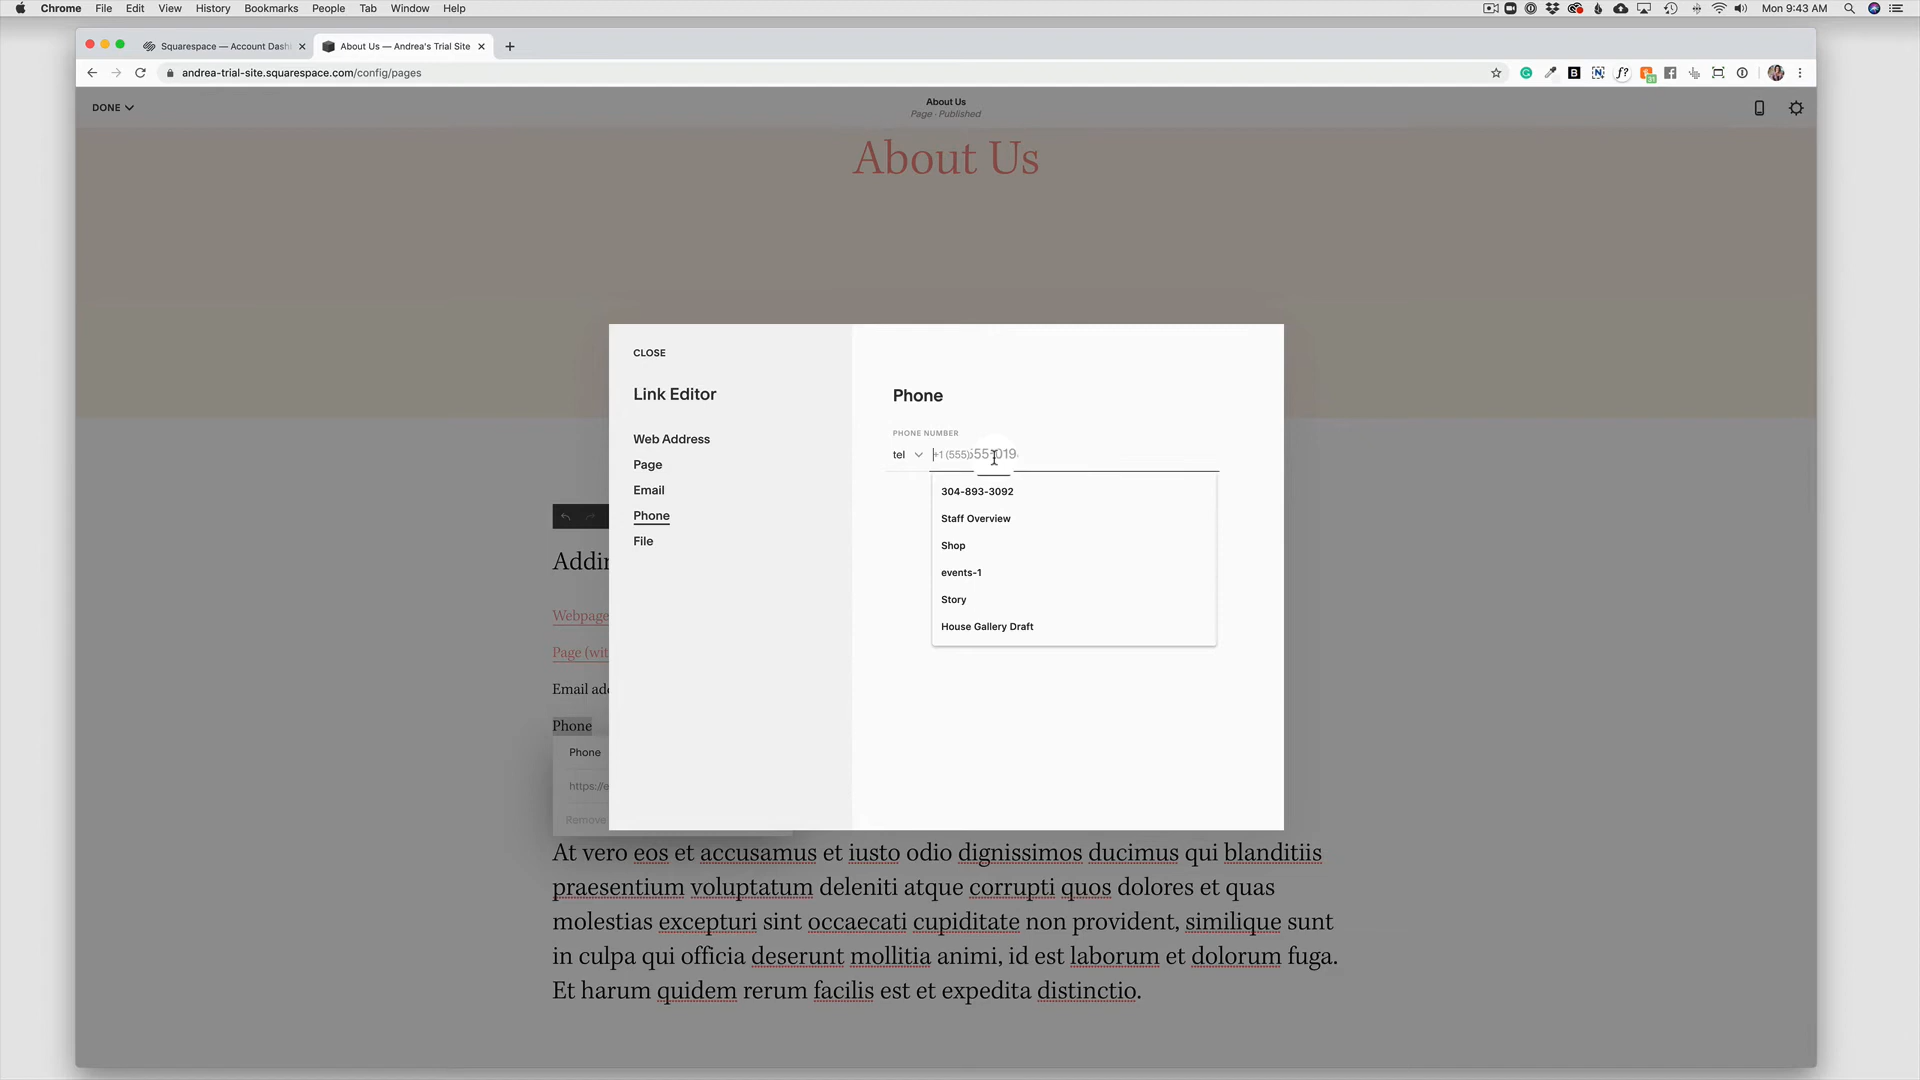 Chrome File Edit View History Bookmarks People Tab Window Help
Mon 9:43 AM
Squarespace — Account Dash
About Us — Andrea's Trial Site
andrea-trial-site.squarespace.com/config/pages
DONE
About Us
Page · Published
About Us
CLOSE
Link Editor
Web Address
Page
Email
Phone
File
Phone
PHONE NUMBER
tel
+1 (555)
304-893-3092
Staff Overview
Shop
events-1
Story
House Gallery Draft
Addin
Webpage
Page (wit
Email add
Phone
Phone
https://e
Remove
At vero eos et accusamus et iusto odio dignissimos ducimus qui blanditiis
praesentium voluptatum deleniti atque corrupti quos dolores et quas
molestias excepturi sint occaecati cupiditate non provident, similique sunt
in culpa qui officia deserunt mollitia animi, id est laborum et dolorum fuga.
Et harum quidem rerum facilis est et expedita distinctio.